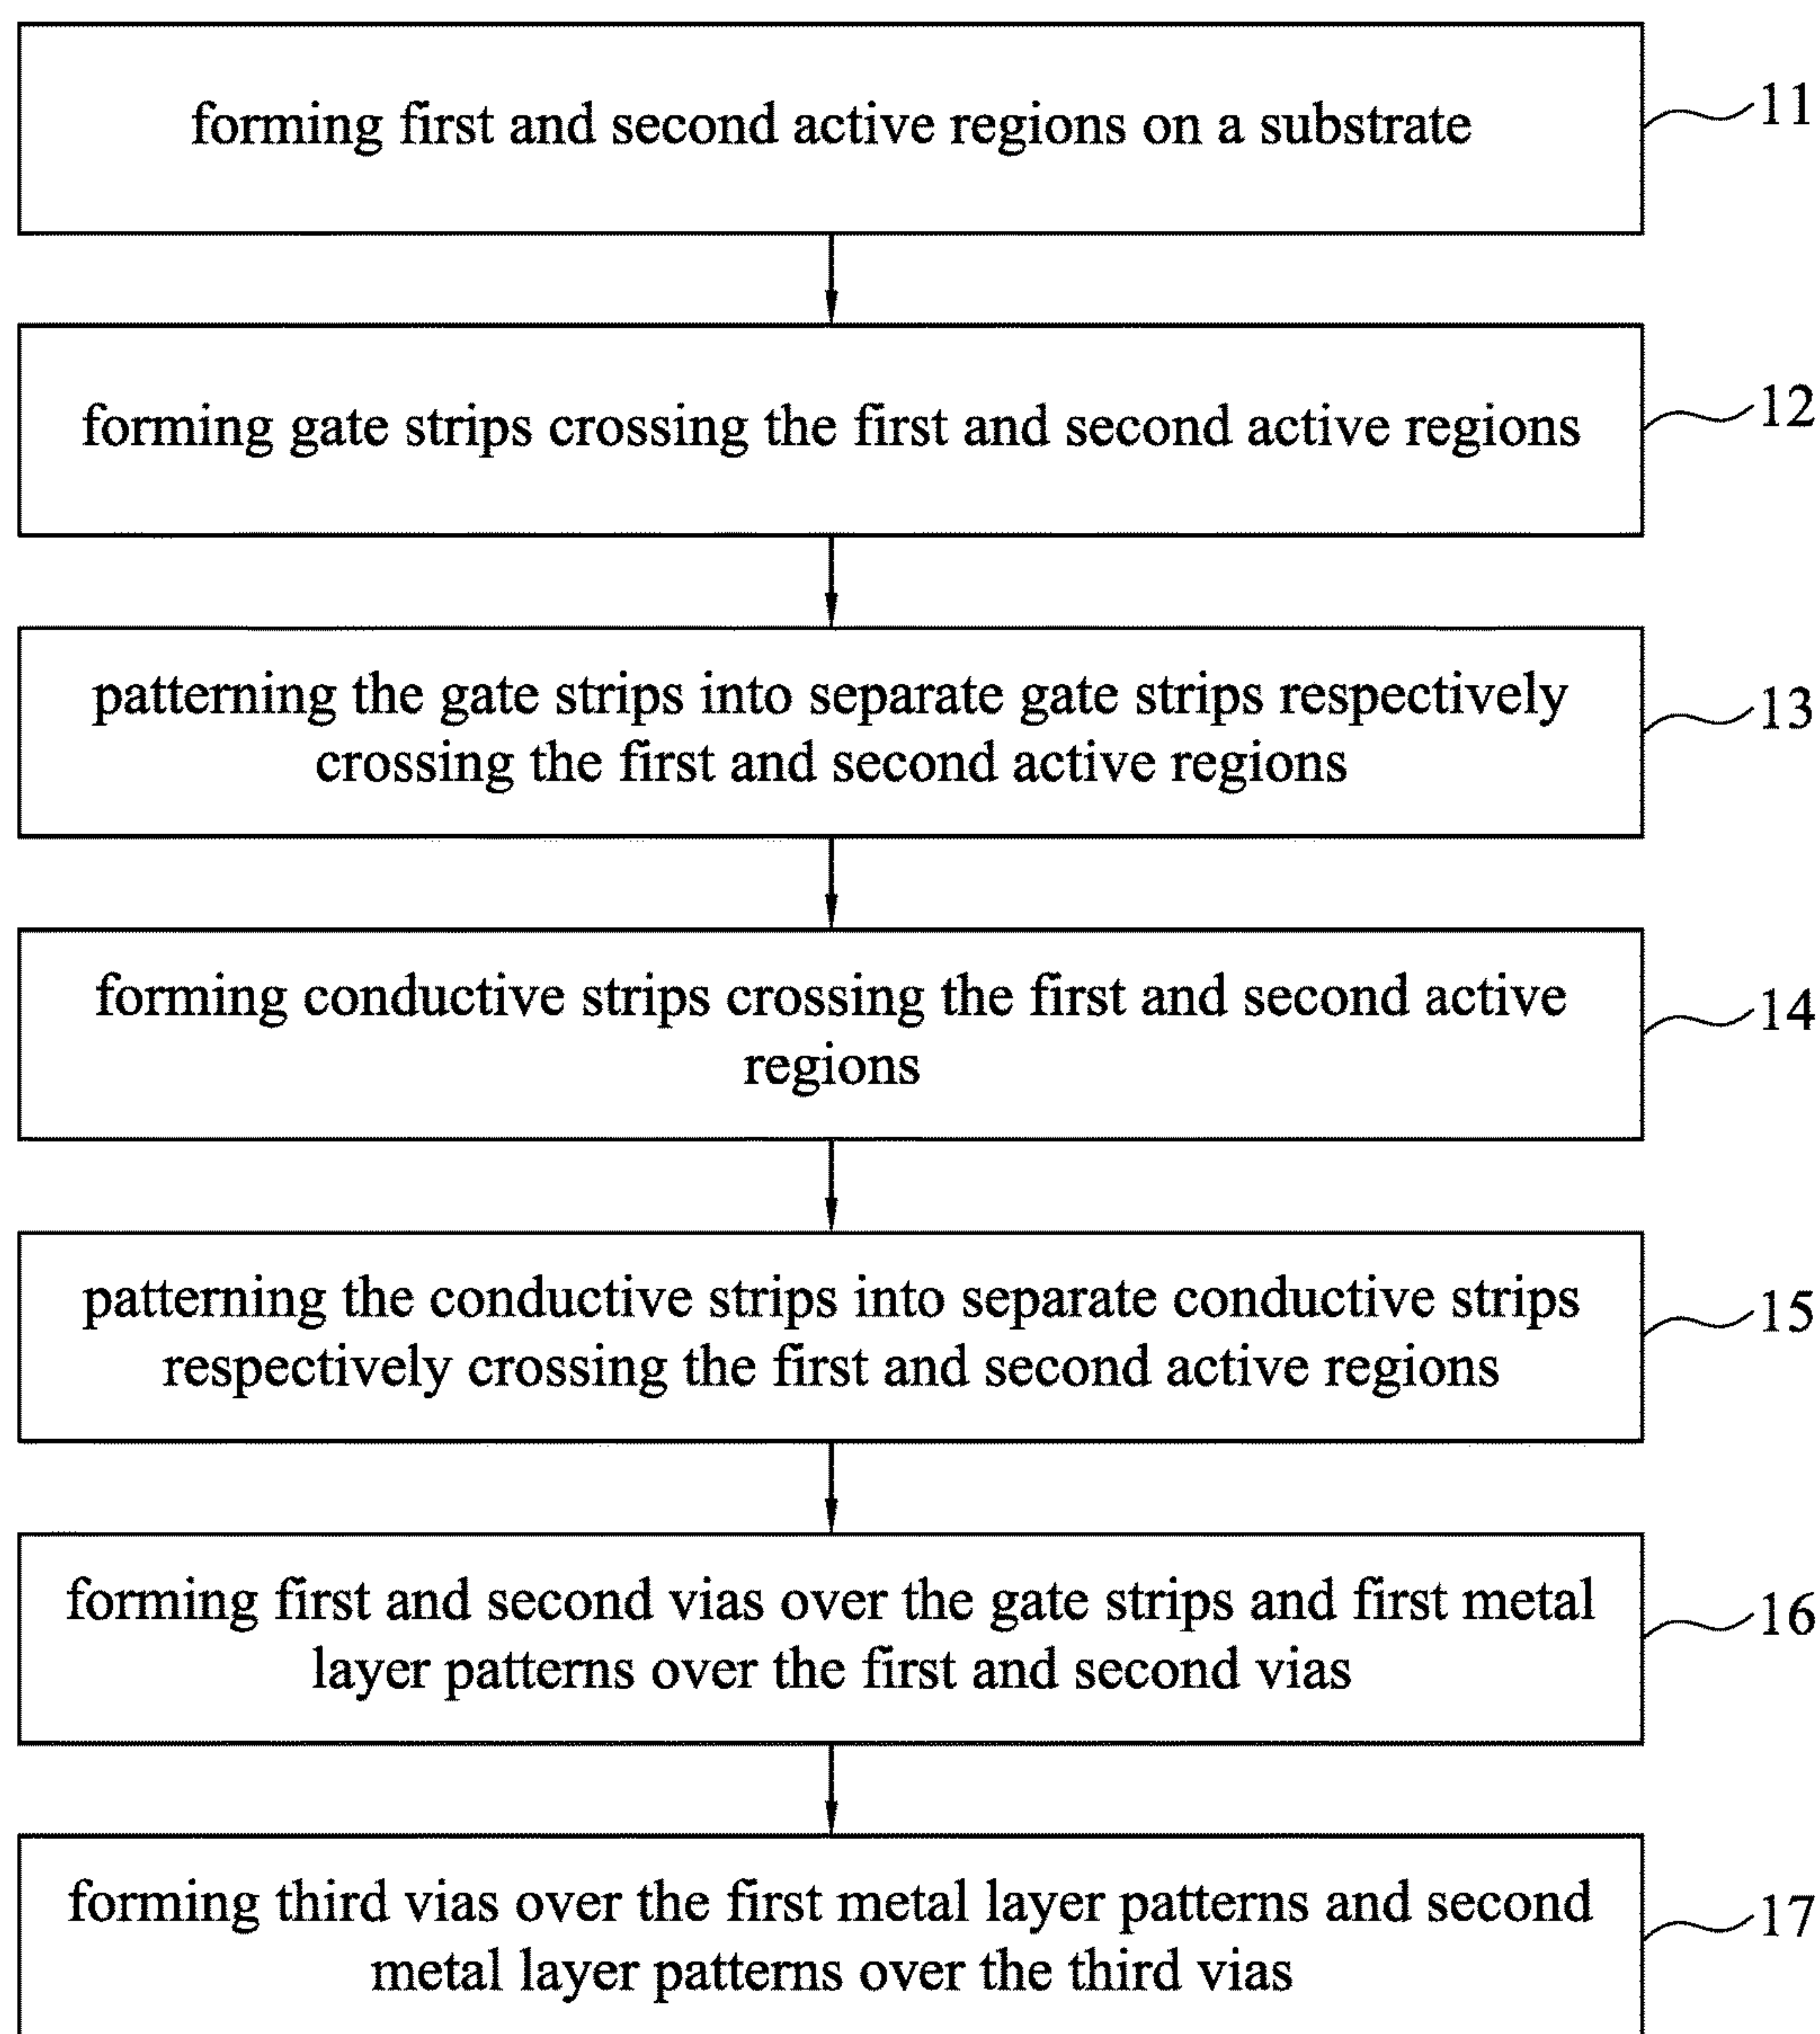 forming first and second active regions on a substrate
11
forming gate strips crossing the first and second active regions
12
patterning the gate strips into separate gate strips respectively
crossing the first and second active regions
13
forming conductive strips crossing the first and second active
regions
14
patterning the conductive strips into separate conductive strips
respectively crossing the first and second active regions
15
forming first and second vias over the gate strips and first metal
layer patterns over the first and second vias
16
forming third vias over the first metal layer patterns and second
metal layer patterns over the third vias
17